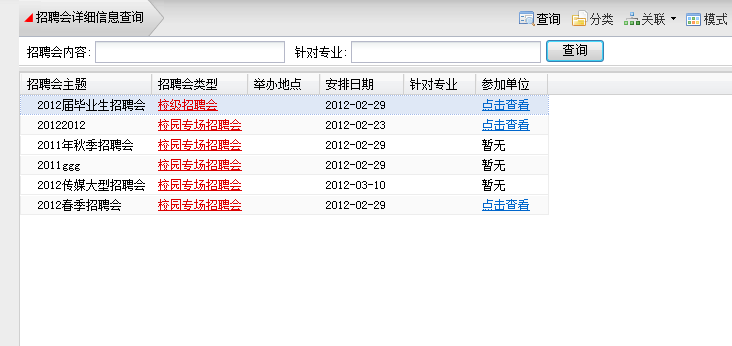 招聘会详细信息查询 查询 分类 关联 模式
招聘会内容: 针对专业: 查询
招聘会主题 招聘会类型 举办地点 安排日期 针对专业 参加单位
2012届毕业生招聘会 校级招聘会 2012-02-29 点击查看
20122012 校园专场招聘会 2012-02-23 点击查看
2011年秋季招聘会 校园专场招聘会 2012-02-29 暂无
2011ggg 校园专场招聘会 2012-02-29 暂无
2012传媒大型招聘会 校园专场招聘会 2012-03-10 暂无
2012春季招聘会 校园专场招聘会 2012-02-29 点击查看